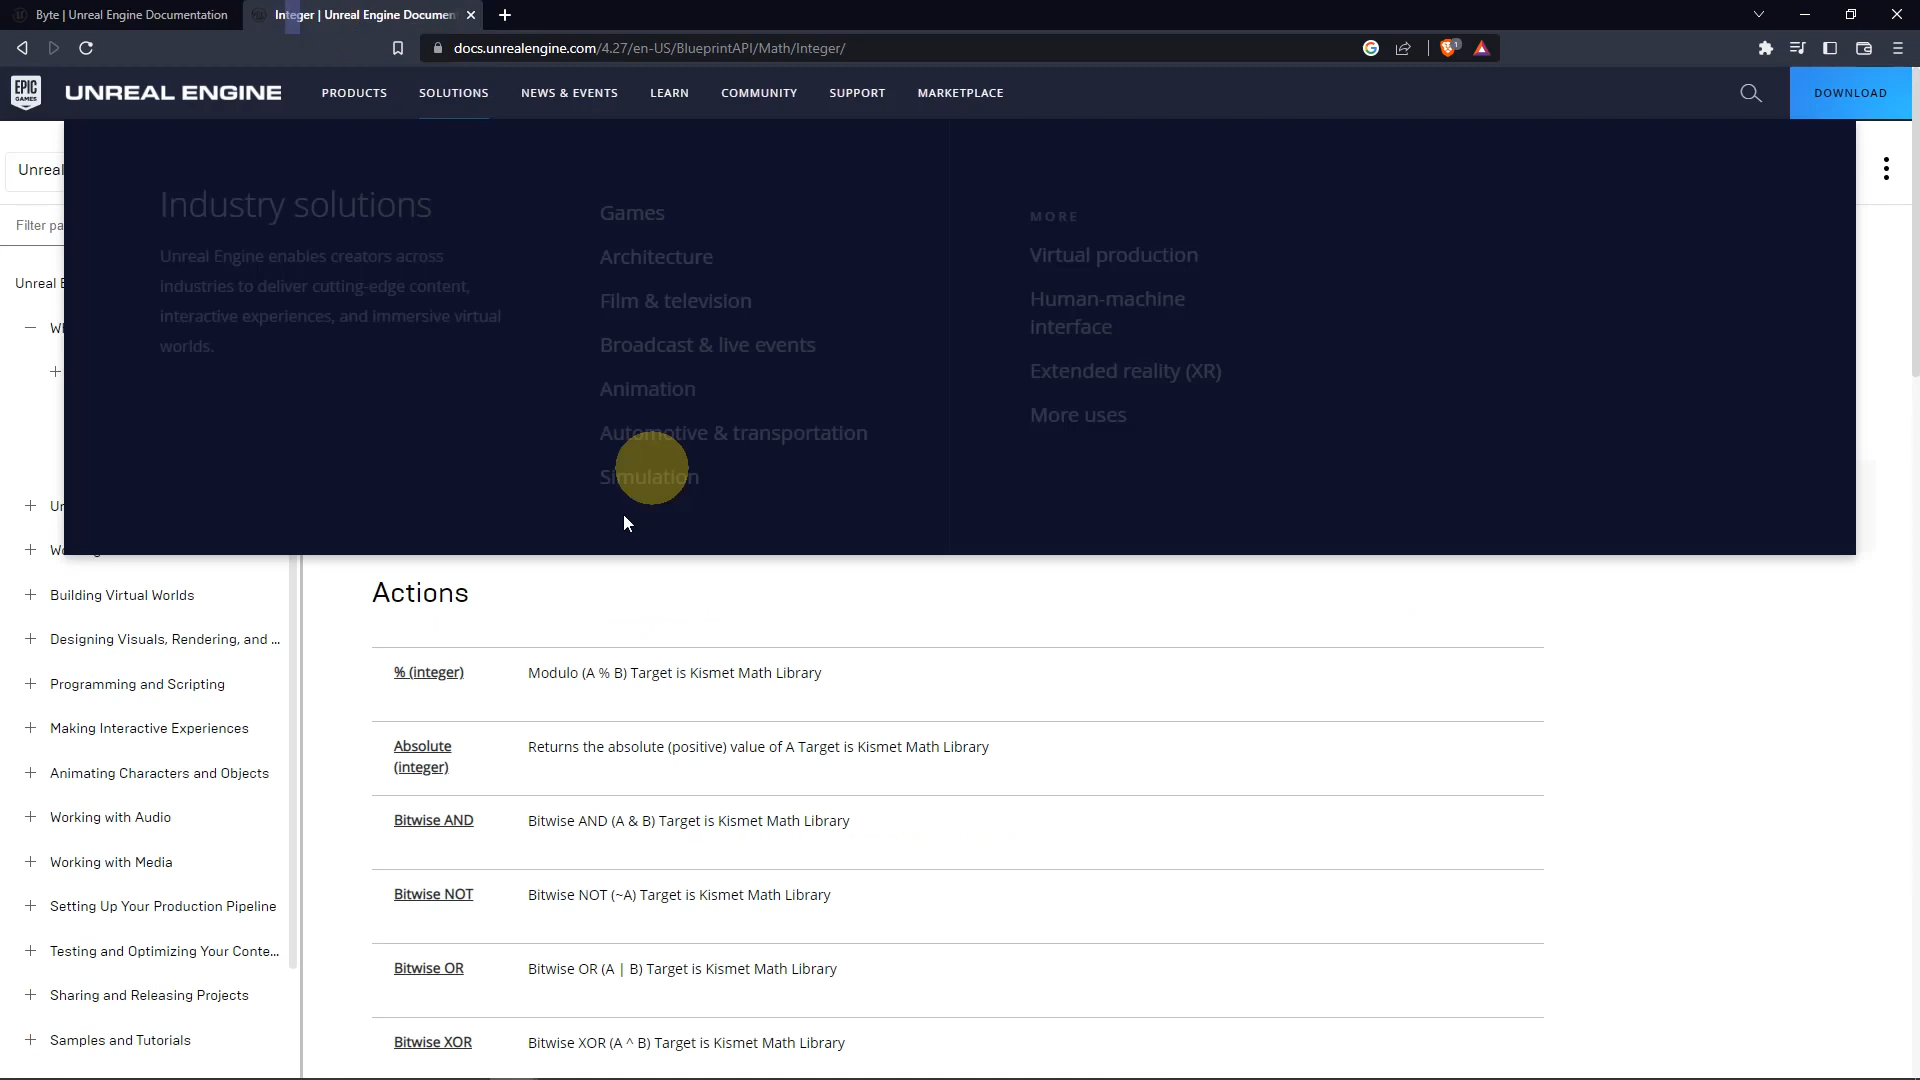 Byte | Unreal Engine Documentation
Integer | Unreal Engine Documen
docs.unrealengine.com/4.27/en-US/BlueprintAPI/Math/Integer/
1
EPIC GAMES
UNREAL ENGINE
PRODUCTS
SOLUTIONS
NEWS & EVENTS
LEARN
COMMUNITY
SUPPORT
MARKETPLACE
DOWNLOAD
Unreal
Filter pa
Unreal E
Industry solutions
Unreal Engine enables creators across
industries to deliver cutting-edge content,
interactive experiences, and immersive virtual
worlds.
Games
Architecture
Film & television
Broadcast & live events
Animation
Automotive & transportation
Simulation
MORE
Virtual production
Human-machine
interface
Extended reality (XR)
More uses
Building Virtual Worlds
Designing Visuals, Rendering, and ...
Programming and Scripting
Making Interactive Experiences
Animating Characters and Objects
Working with Audio
Working with Media
Setting Up Your Production Pipeline
Testing and Optimizing Your Conte...
Sharing and Releasing Projects
Samples and Tutorials
Actions
% (integer)
Modulo (A % B) Target is Kismet Math Library
Absolute
(integer)
Returns the absolute (positive) value of A Target is Kismet Math Library
Bitwise AND
Bitwise AND (A & B) Target is Kismet Math Library
Bitwise NOT
Bitwise NOT (~A) Target is Kismet Math Library
Bitwise OR
Bitwise OR (A | B) Target is Kismet Math Library
Bitwise XOR
Bitwise XOR (A ^ B) Target is Kismet Math Library